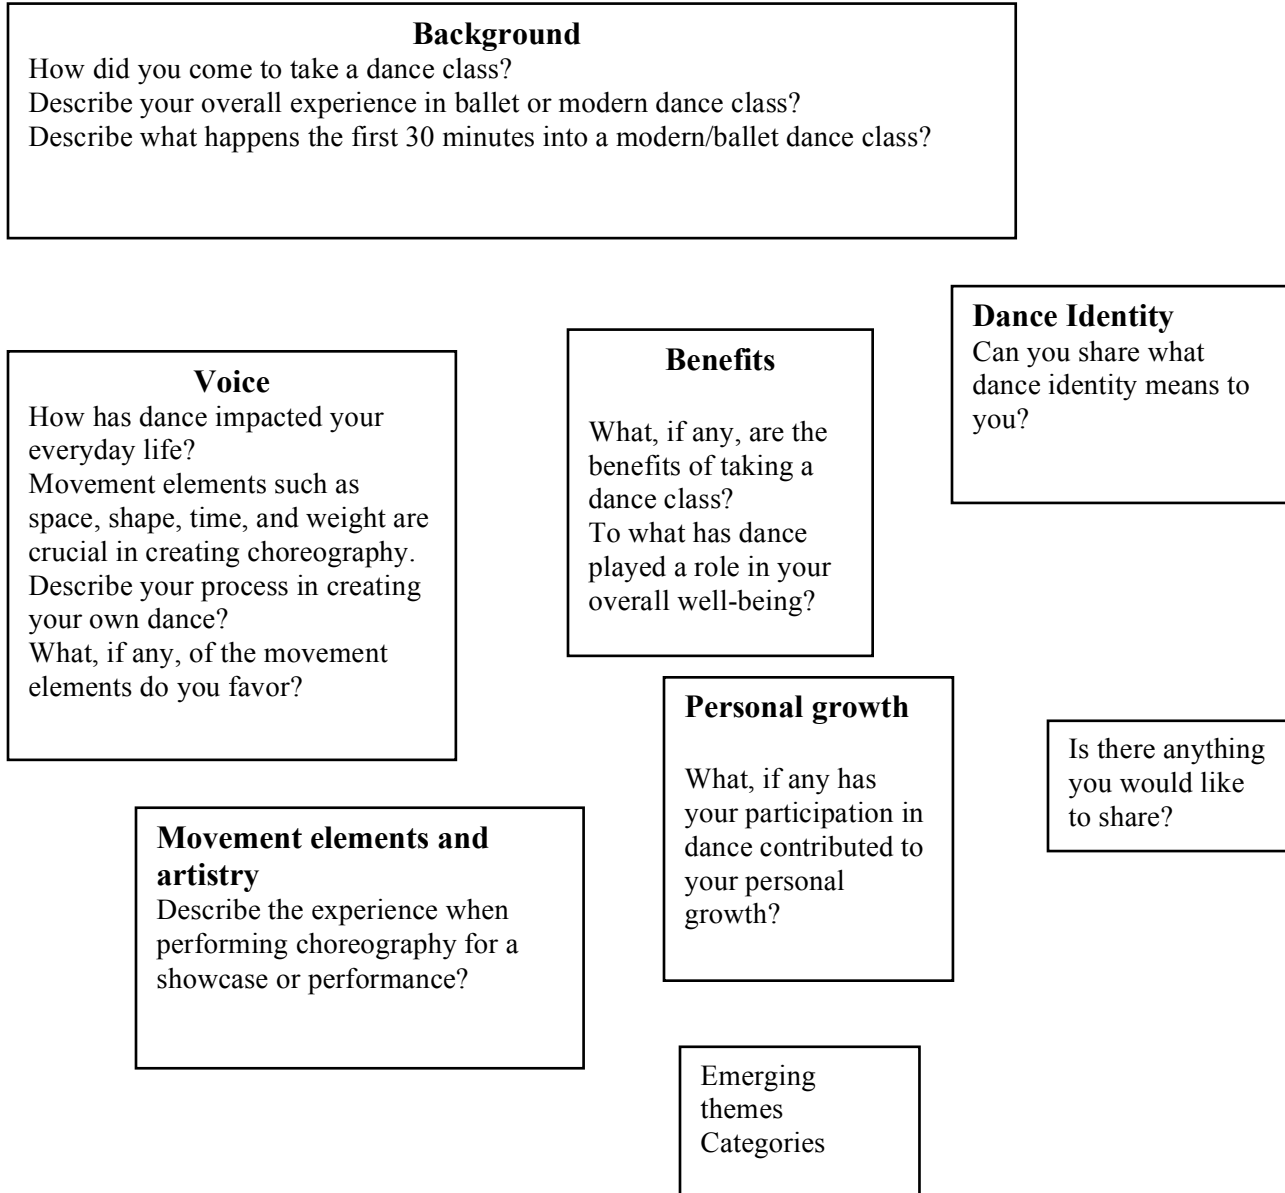 Background
How did you come to take a dance class?
Describe your overall experience in ballet or modern dance class?
Describe what happens the first 30 minutes into a modern/ballet dance class?
Voice
How has dance impacted your
everyday life?
Movement elements such as
space, shape, time, and weight are
crucial in creating choreography.
Describe your process in creating
your own dance?
What, if any, of the movement
elements do you favor?
Benefits
What, if any, are the
benefits of taking a
dance class?
To what has dance
played a role in your
overall well-being?
Dance Identity
Can you share what
dance identity means to
you?
Personal growth
What, if any has
your participation in
dance contributed to
your personal
growth?
Is there anything
you would like
to share?
Movement elements and
artistry
Describe the experience when
performing choreography for a
showcase or performance?
Emerging
themes
Categories